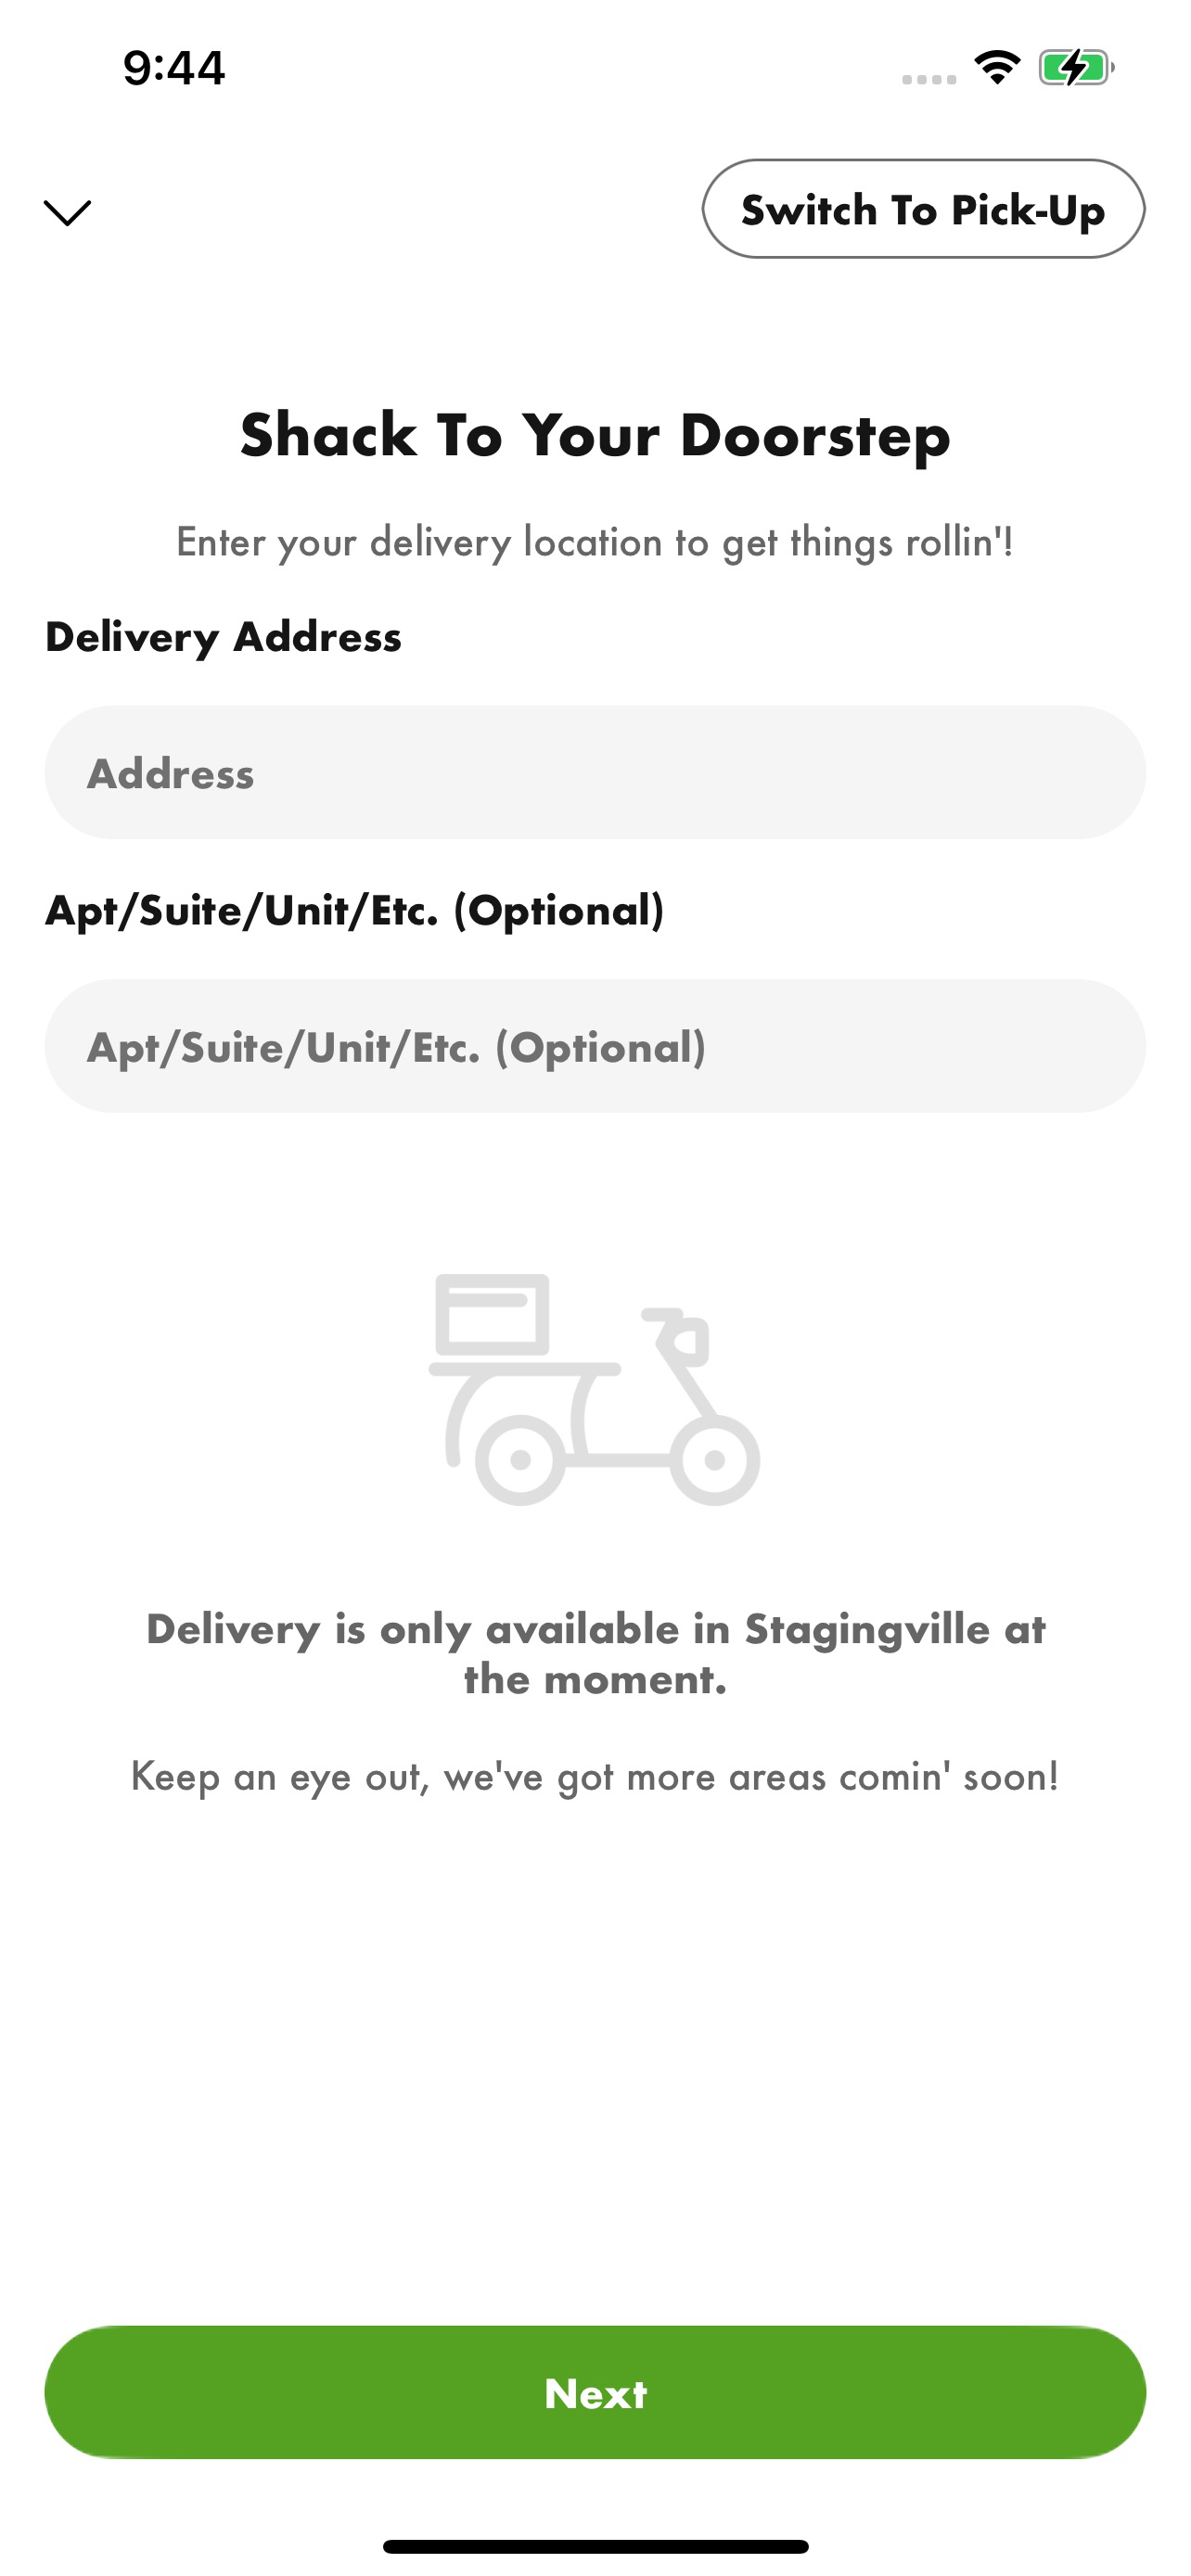 9:44
Switch To Pick-Up
Shack To Your Doorstep
Enter your delivery location to get things rollin'!
Delivery Address
Address
Apt/Suite/Unit/Etc. (Optional)
Apt/Suite/Unit/Etc. (Optional)
Delivery is only available in Stagingville at
the moment.
Keep an eye out, we've got more areas comin' soon!
Next